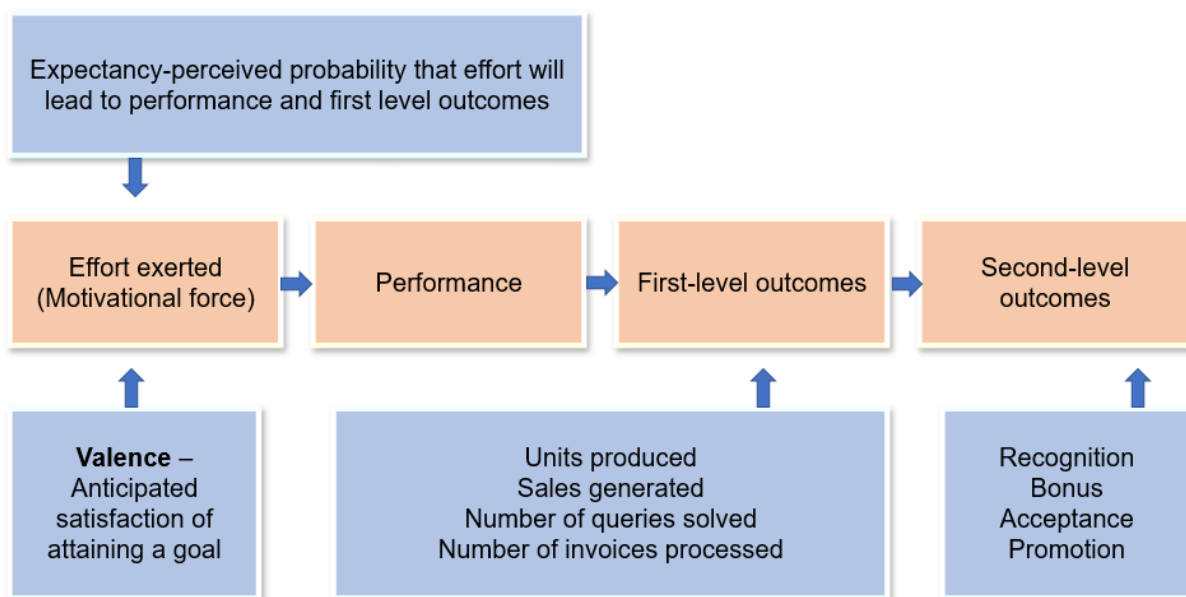 Expectancy-perceived probability that effort will
lead to performance and first level outcomes
Effort exerted
(Motivational force)
Performance
First-level outcomes
Second-level
outcomes
Valence –
Anticipated
satisfaction of
attaining a goal
Units produced
Sales generated
Number of queries solved
Number of invoices processed
Recognition
Bonus
Acceptance
Promotion